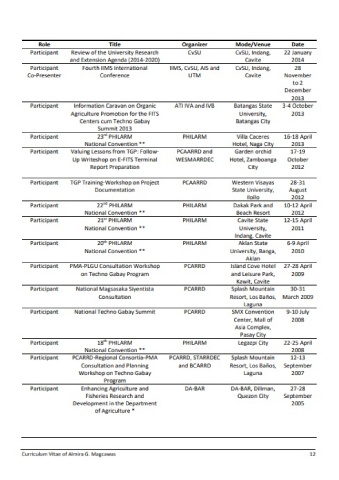 Role Title Organizer Mode/Venue Date
Participant Review of the University Research CvSU CvSU, Indang, 22 January
and Extension Agenda (2014-2020) Cavite 2014
Participant Fourth IIMS International IIMS, CvSU, AIS and CvSU, Indang, 28
Co-Presenter Conference UTM Cavite November
to 2
December
2013
Participant Information Caravan on Organic ATI IVA and IVB Batangas State 3-4 October
Agriculture Promotion for the FITS University, 2013
Centers cum Techno Gabay Batangas City
Summit 2013
Participant 23rd PHILARM PHILARM Villa Caceres 16-18 April
National Convention ** Hotel, Naga City 2013
Participant Valuing Lessons from TGP: Follow- PCAARRD and Garden orchid 17-19
Up Writeshop on E-FITS Terminal WESMARRDEC Hotel, Zamboanga October
Report Preparation City 2012
Participant TGP Training-Workshop on Project PCAARRD Western Visayas 28-31
Documentation State University, August
Iloilo 2012
Participant 22nd PHILARM PHILARM Dakak Park and 10-12 April
National Convention ** Beach Resort 2012
Participant 21st PHILARM PHILARM Cavite State 12-15 April
National Convention ** University, 2011
Indang, Cavite
Participant 20th PHILARM PHILARM Aklan State 6-9 April
National Convention ** University, Banga, 2010
Aklan
Participant PMA-PLGU Consultation Workshop PCARRD Island Cove Hotel 27-28 April
on Techno Gabay Program and Leisure Park, 2009
Kawit, Cavite
Participant National Magsasaka Siyentista PCARRD Splash Mountain 30-31
Consultation Resort, Los Baños, March 2009
Laguna
Participant National Techno Gabay Summit PCARRD SMX Convention 9-10 July
Center, Mall of 2008
Asia Complex,
Pasay City
Participant 18th PHILARM PHILARM Legazpi City 22-25 April
National Convention ** 2008
Participant PCARRD-Regional Consortia-PMA PCARRD, STARRDEC Splash Mountain 12-13
Consultation and Planning and BCARRD Resort, Los Baños, September
Workshop on Techno Gabay Laguna 2007
Program
Participant Enhancing Agriculture and DA-BAR DA-BAR, Diliman, 27-28
Fisheries Research and Quezon City September
Development in the Department 2005
of Agriculture *
Curriculum Vitae of Almira G. Magcawas 12